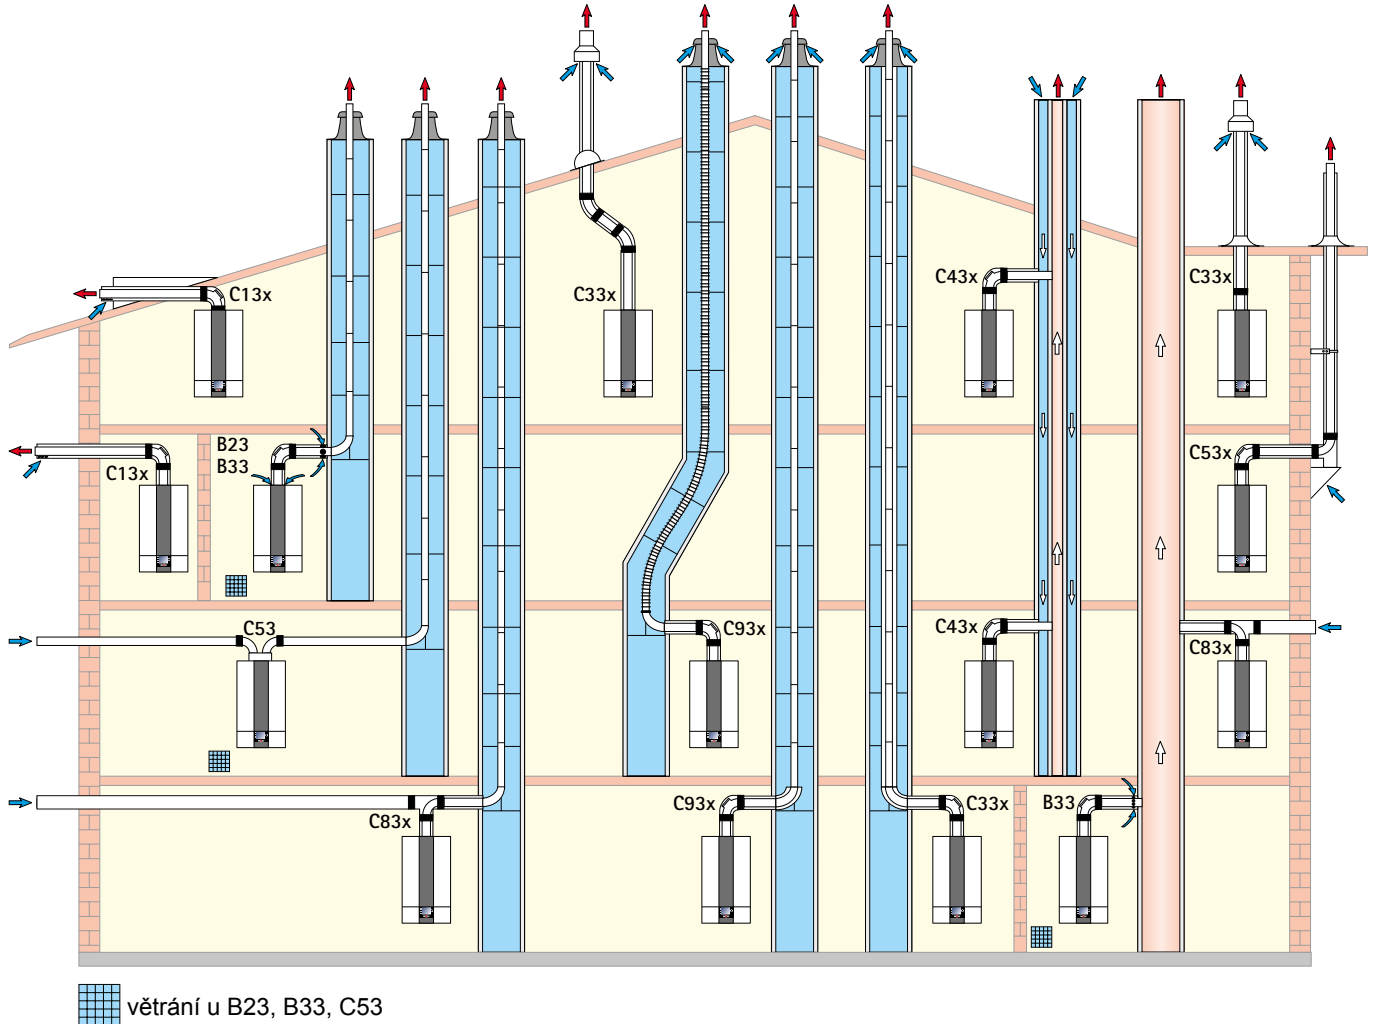 C13x
C33x
C43x
C33x
B23
B33
C13x
C53x
C53
C93x
C43x
C83x
C83x
C93x
C33x
B33
větrání u B23, B33, C53